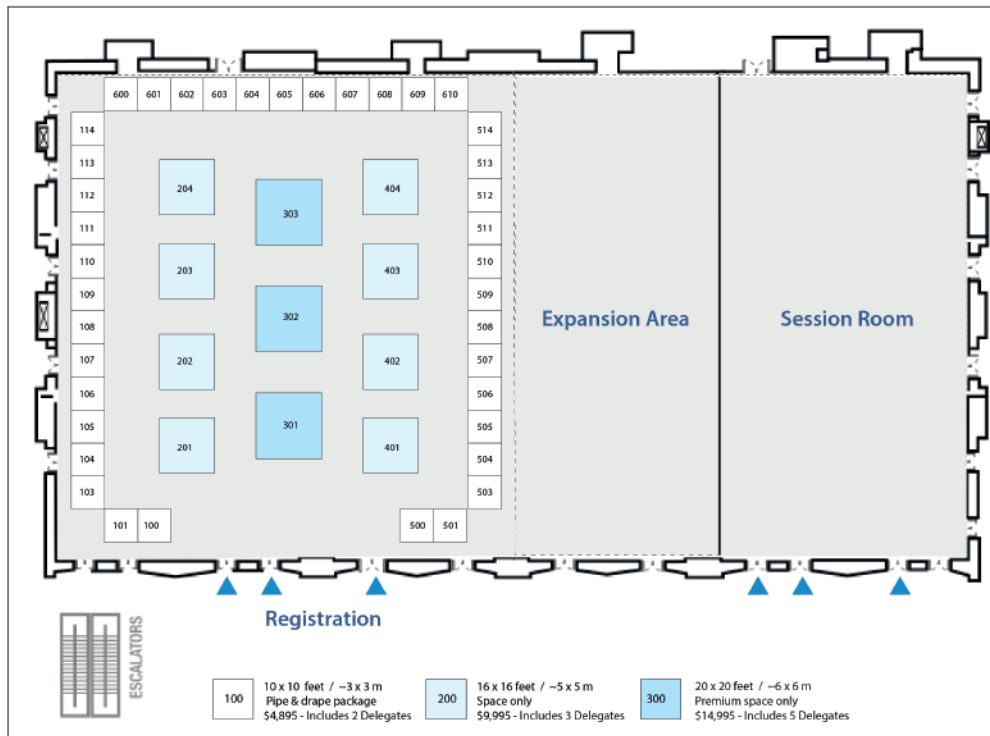 600 601 602 603 604 605 606 607 608 609 610
114
514
113
513
204
404
112
512
303
111
511
110
510
203
403
109
509
108
508
302
Expansion Area
Session Room
107
507
202
402
106
506
105
505
301
201
401
104
504
103
503
101 100
500 501
Registration
ESCALATORS
100
10 x 10 feet / ~3 x 3 m
Pipe & drape package
$4,895 - Includes 2 Delegates
200
16 x 16 feet / ~5 x 5 m
Space only
$9,995 - Includes 3 Delegates
300
20 x 20 feet / ~6 x 6 m
Premium space only
$14,995 - Includes 5 Delegates